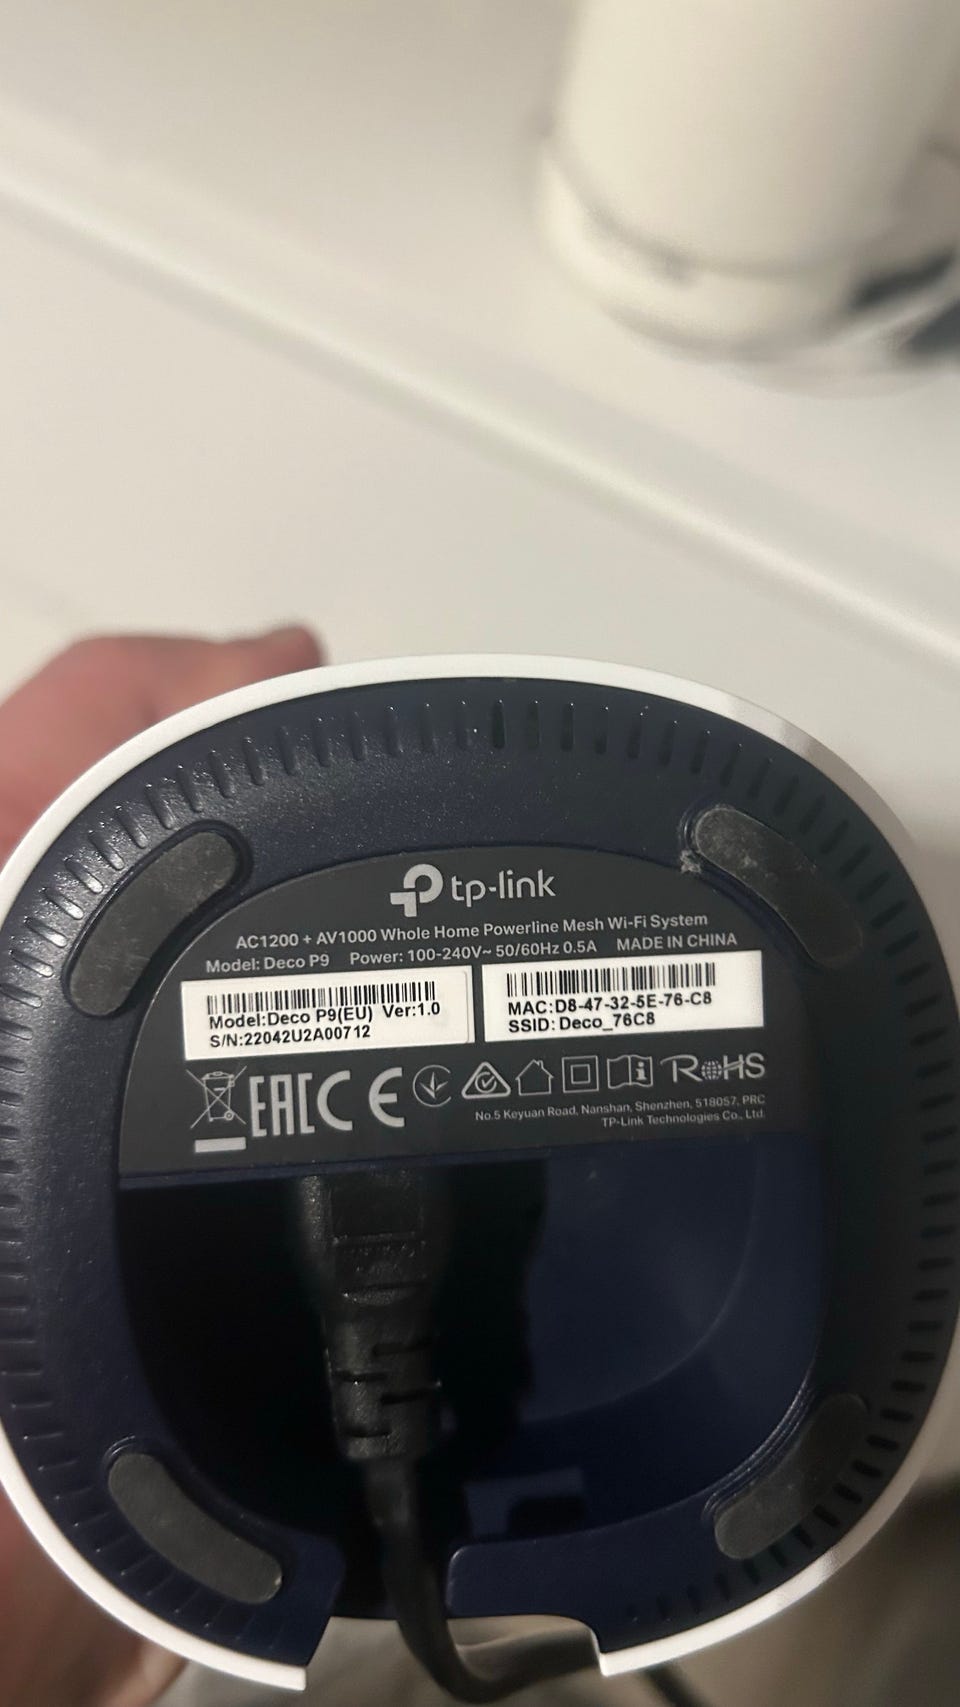 tp-link
AC1200 + AV1000 Whole Home Powerline Mesh Wi-Fi System
Model: Deco P9 Power: 100-240V~ 50/60Hz 0.5A MADE IN CHINA
Model:Deco P9(EU) Ver:1.0
S/N:22042U2A00712
MAC:D8-47-32-5E-76-C8
SSID:Deco_76C8
EAC CE RoHS
No.5 Keyuan Road, Nanshan, Shenzhen, 518057, PRC
TP-Link Technologies Co., Ltd.